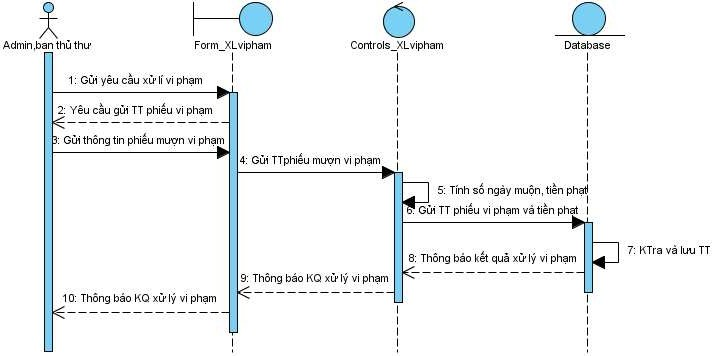 Admin,ban thủ thư
Form_XLvipham
Controls_XLvipham
Database
1: Gửi yêu cầu xử lí vi phạm
2: Yêu cầu gửi TT phiếu vi phạm
3: Gửi thông tin phiếu mượn vi phạm
4: Gửi TTphiếu mượn vi phạm
5: Tính số ngày muộn, tiền phạt
6: Gửi TT phiếu vi phạm và tiền phạt
7: KTra và lưu TT
8: Thông báo kết quả xử lý vi phạm
9: Thông báo KQ xử lý vi phạm
10: Thông báo KQ xử lý vi phạm